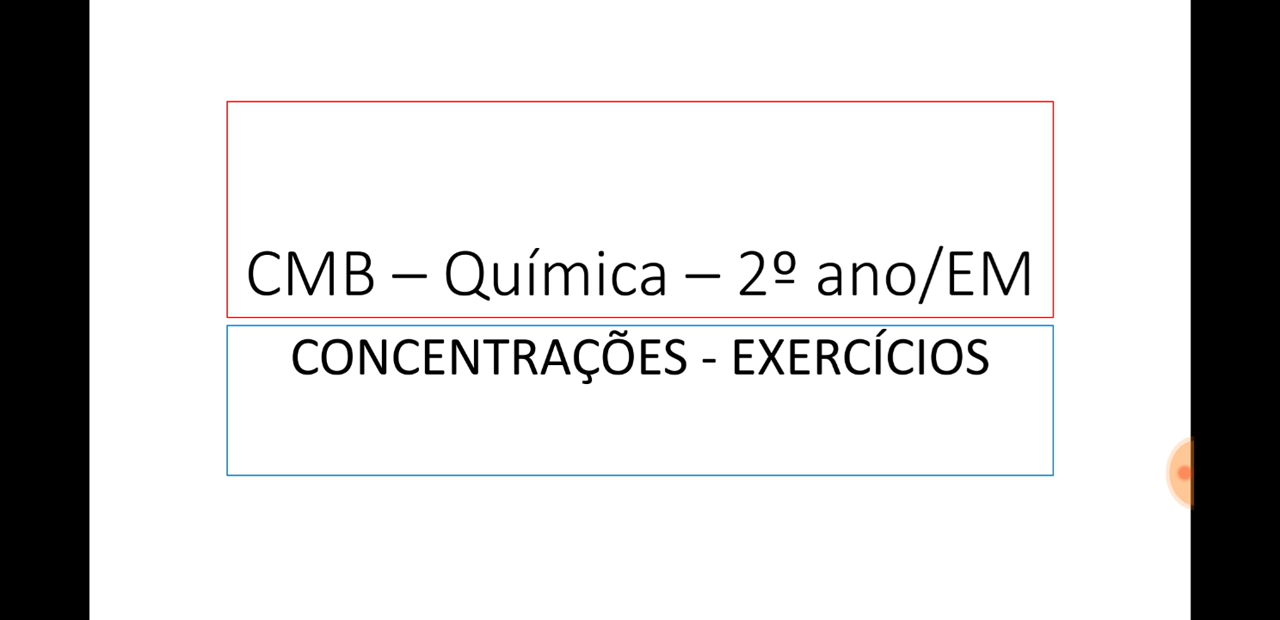 CMB – Química – 2º ano/EM
CONCENTRAÇÕES - EXERCÍCIOS